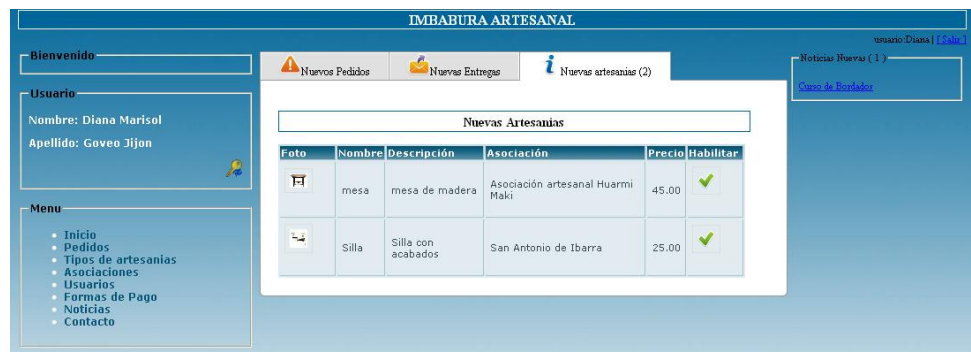 IMBABURA ARTESANAL
usuario:Diana | [ Salir ]
Bienvenido
Usuario
Nombre: Diana Marisol
Apellido: Goveo Jijon
Menu
Inicio
Pedidos
Tipos de artesanias
Asociaciones
Usuarios
Formas de Pago
Noticias
Contacto
Nuevos Pedidos
Nuevas Entregas
Nuevas artesanias (2)
Nuevas Artesanias
Foto Nombre Descripción Asociación Precio Habilitar
mesa mesa de madera Asociación artesanal Huarmi Maki 45.00
Silla Silla con acabados San Antonio de Ibarra 25.00
Noticias Nuevas ( 1 )
Curso de Bordados